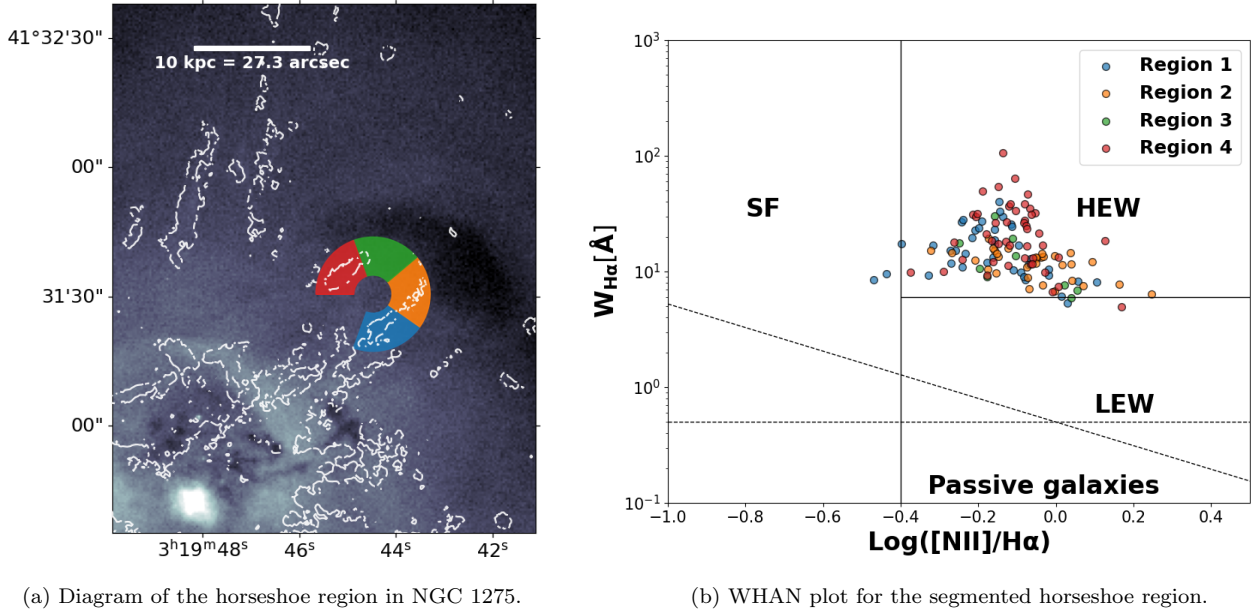 41°32'30"
10 kpc = 27.3 arcsec
00"
31'30"
00"
3ʰ19ᵐ48ˢ 46ˢ 44ˢ 42ˢ
(a) Diagram of the horseshoe region in NGC 1275.
10³
Region 1
Region 2
Region 3
Region 4
10²
SF
HEW
10¹
W_Hα[Å]
10⁰
LEW
Passive galaxies
10⁻¹
−1.0 −0.8 −0.6 −0.4 −0.2 0.0 0.2 0.4
Log([NII]/Hα)
(b) WHAN plot for the segmented horseshoe region.